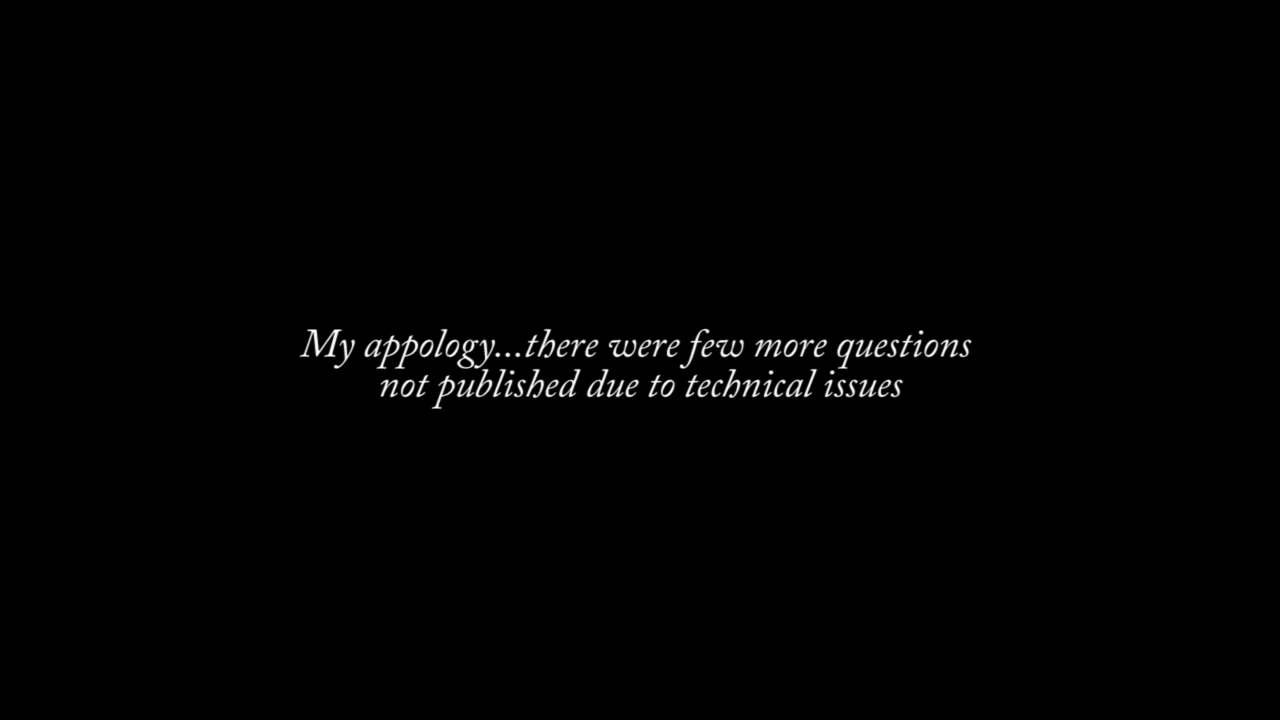 My appology...there were few more questions
not published due to technical issues